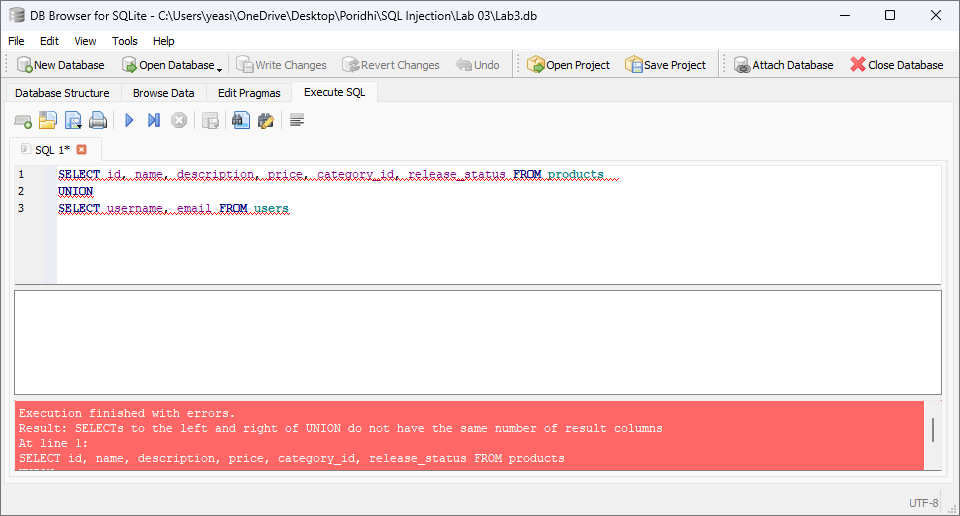 DB Browser for SQLite - C:\Users\yeasi\OneDrive\Desktop\Poridhi\SQL Injection\Lab 03\Lab3.db
File Edit View Tools Help
New Database Open Database Write Changes Revert Changes Undo Open Project Save Project Attach Database Close Database
Database Structure Browse Data Edit Pragmas Execute SQL
SQL 1*
1 SELECT id, name, description, price, category_id, release_status FROM products
2 UNION
3 SELECT username, email FROM users
Execution finished with errors.
Result: SELECTs to the left and right of UNION do not have the same number of result columns
At line 1:
SELECT id, name, description, price, category_id, release_status FROM products
UTF-8